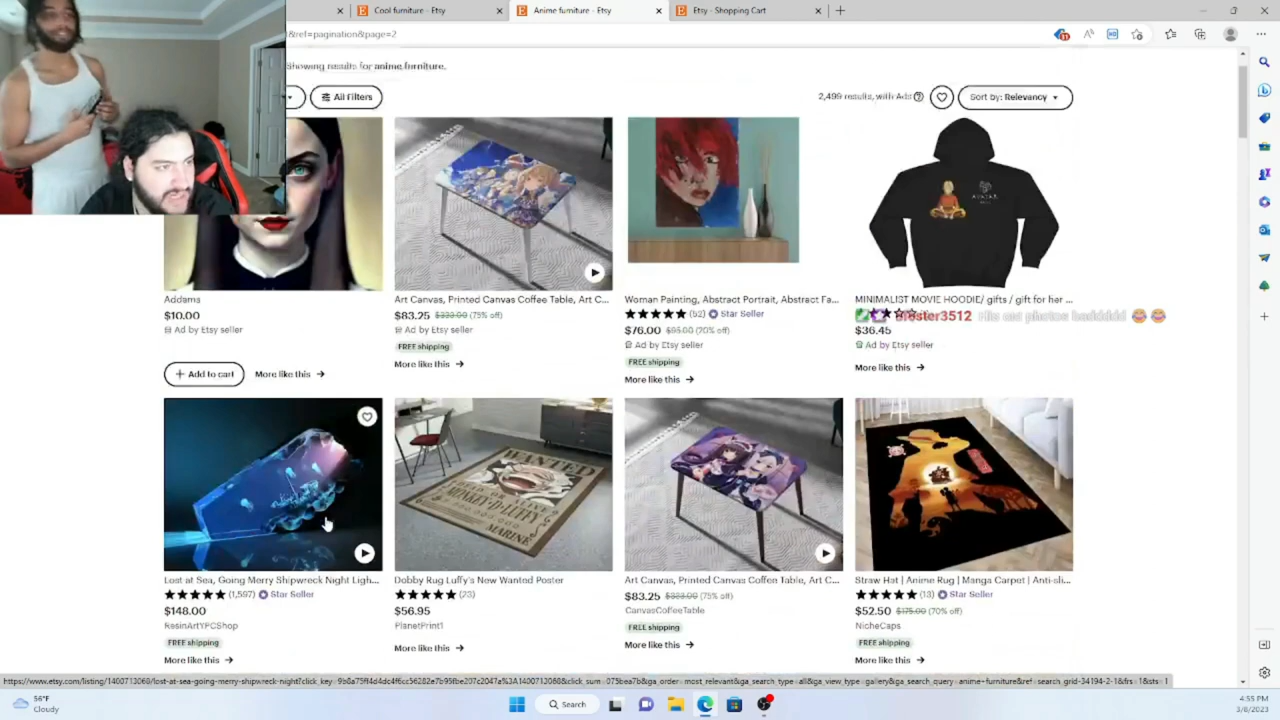 Cool furniture - Etsy
Anime furniture - Etsy
Etsy - Shopping Cart
&ref=pagination&page=2
Showing results for anime furniture.
All Filters
2,499 results, with Ads
Sort by: Relevancy
Addams
$10.00
Ad by Etsy seller
Add to cart
More like this →
Art Canvas, Printed Canvas Coffee Table, Art C...
$83.25 $333.00 (75% off)
Ad by Etsy seller
FREE shipping
More like this →
Woman Painting, Abstract Portrait, Abstract Fa...
(52) Star Seller
$76.00 $95.00 (20% off)
Ad by Etsy seller
FREE shipping
More like this →
AVATAR
MINIMALIST MOVIE HOODIE/ gifts / gift for her ...
$36.45
Ad by Etsy seller
More like this →
Lost at Sea, Going Merry Shipwreck Night Ligh...
(1,597) Star Seller
$148.00
ResinArtYPCShop
FREE shipping
More like this →
WANTED
MONKEY·D·LUFFY
MARINE
Dobby Rug Luffy's New Wanted Poster
(23)
$56.95
PlanetPrint1
More like this →
Art Canvas, Printed Canvas Coffee Table, Art C...
$83.25 $333.00 (75% off)
CanvasCoffeeTable
FREE shipping
More like this →
Straw Hat | Anime Rug | Manga Carpet | Anti-sli...
(13) Star Seller
$52.50 $175.00 (70% off)
NicheCaps
FREE shipping
More like this →
56°F
Cloudy
Search
4:55 PM
3/8/2023